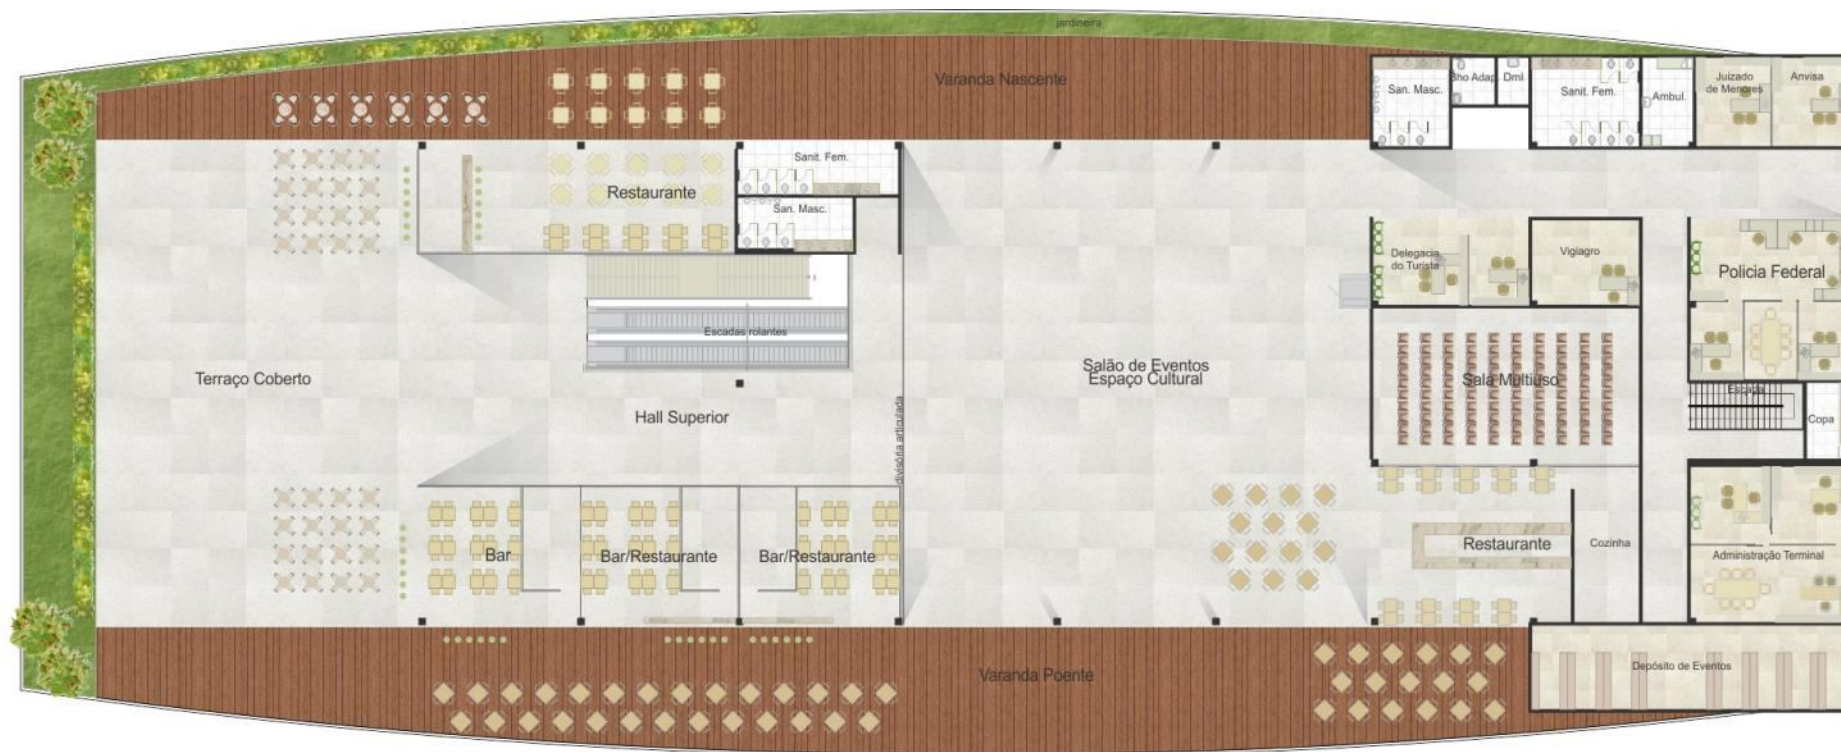 jardineira
Varanda Nascente
San. Masc.
Bho Adap.
Dml
Sanit. Fem.
Ambul.
Juizado
de Menores
Anvisa
Sanit. Fem.
Restaurante
San. Masc.
Delegacia
do Turista
Vigiagro
Policia Federal
Escadas rolantes
Terraço Coberto
Salão de Eventos
Espaço Cultural
Sala Multiuso
Escada
Hall Superior
divisória articulada
Copa
Bar
Bar/Restaurante
Bar/Restaurante
Restaurante
Cozinha
Administração Terminal
Varanda Poente
Depósito de Eventos